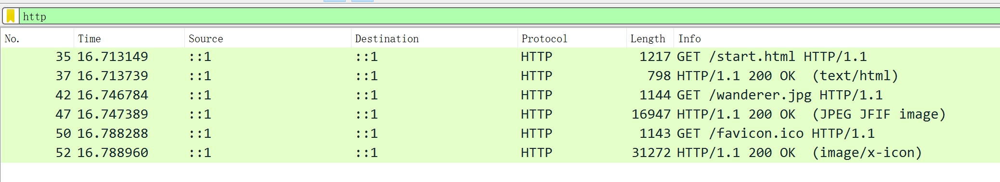 http
No. Time Source Destination Protocol Length Info
35 16.713149 ::1 ::1 HTTP 1217 GET /start.html HTTP/1.1
37 16.713739 ::1 ::1 HTTP 798 HTTP/1.1 200 OK  (text/html)
42 16.746784 ::1 ::1 HTTP 1144 GET /wanderer.jpg HTTP/1.1
47 16.747389 ::1 ::1 HTTP 16947 HTTP/1.1 200 OK  (JPEG JFIF image)
50 16.788288 ::1 ::1 HTTP 1143 GET /favicon.ico HTTP/1.1
52 16.788960 ::1 ::1 HTTP 31272 HTTP/1.1 200 OK  (image/x-icon)